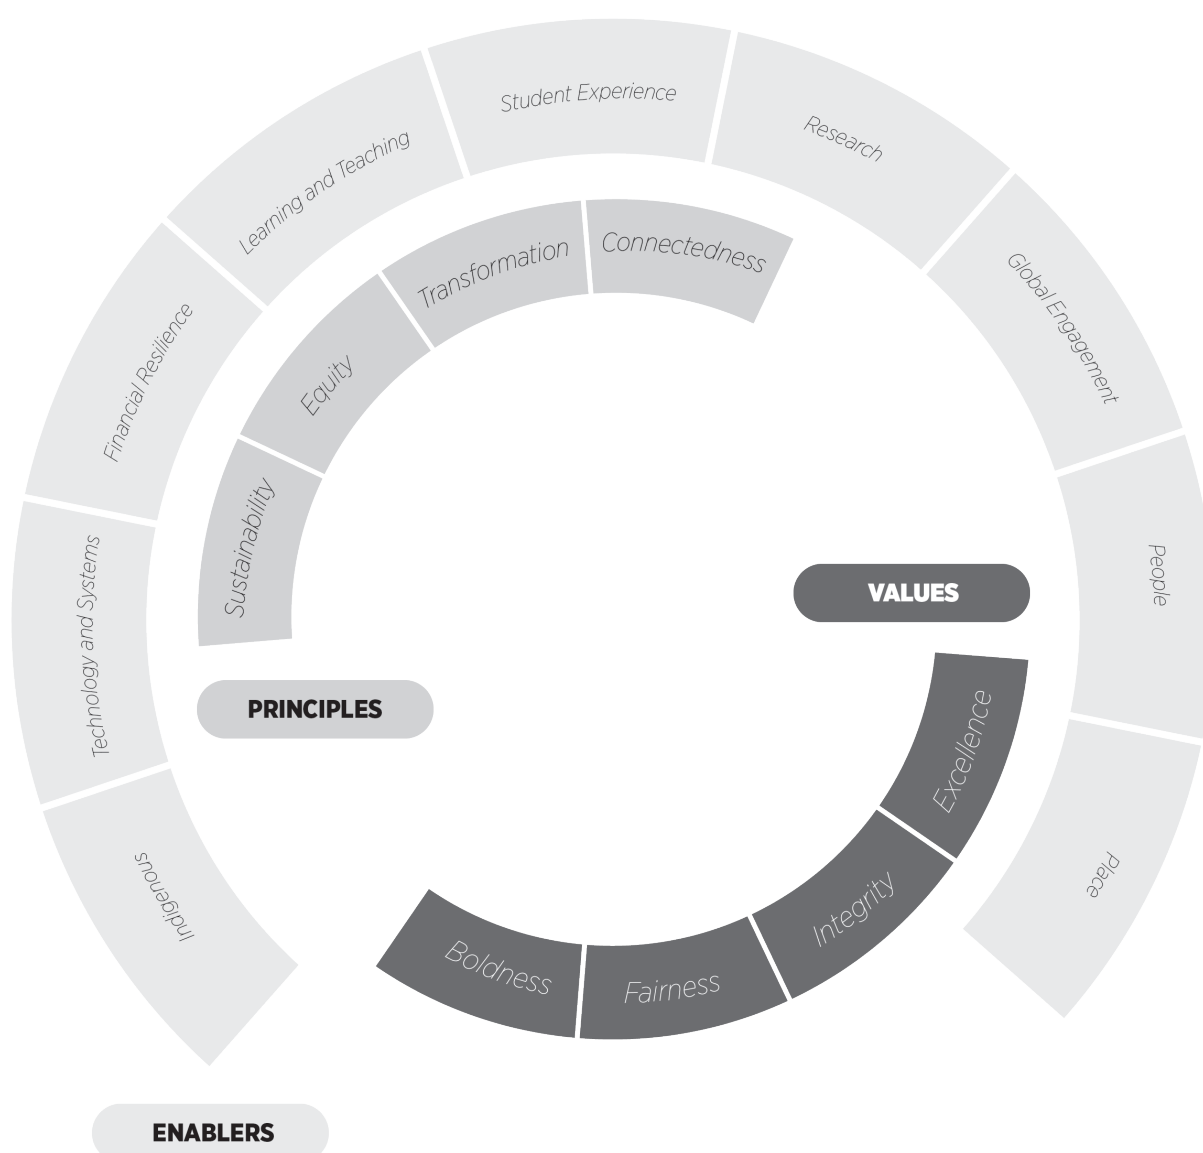 Student Experience
Research
Learning and Teaching
Global Engagement
Financial Resilience
People
Technology and Systems
Place
Indigenous
Connectedness
Transformation
Equity
Sustainability
PRINCIPLES
VALUES
Excellence
Integrity
Fairness
Boldness
ENABLERS